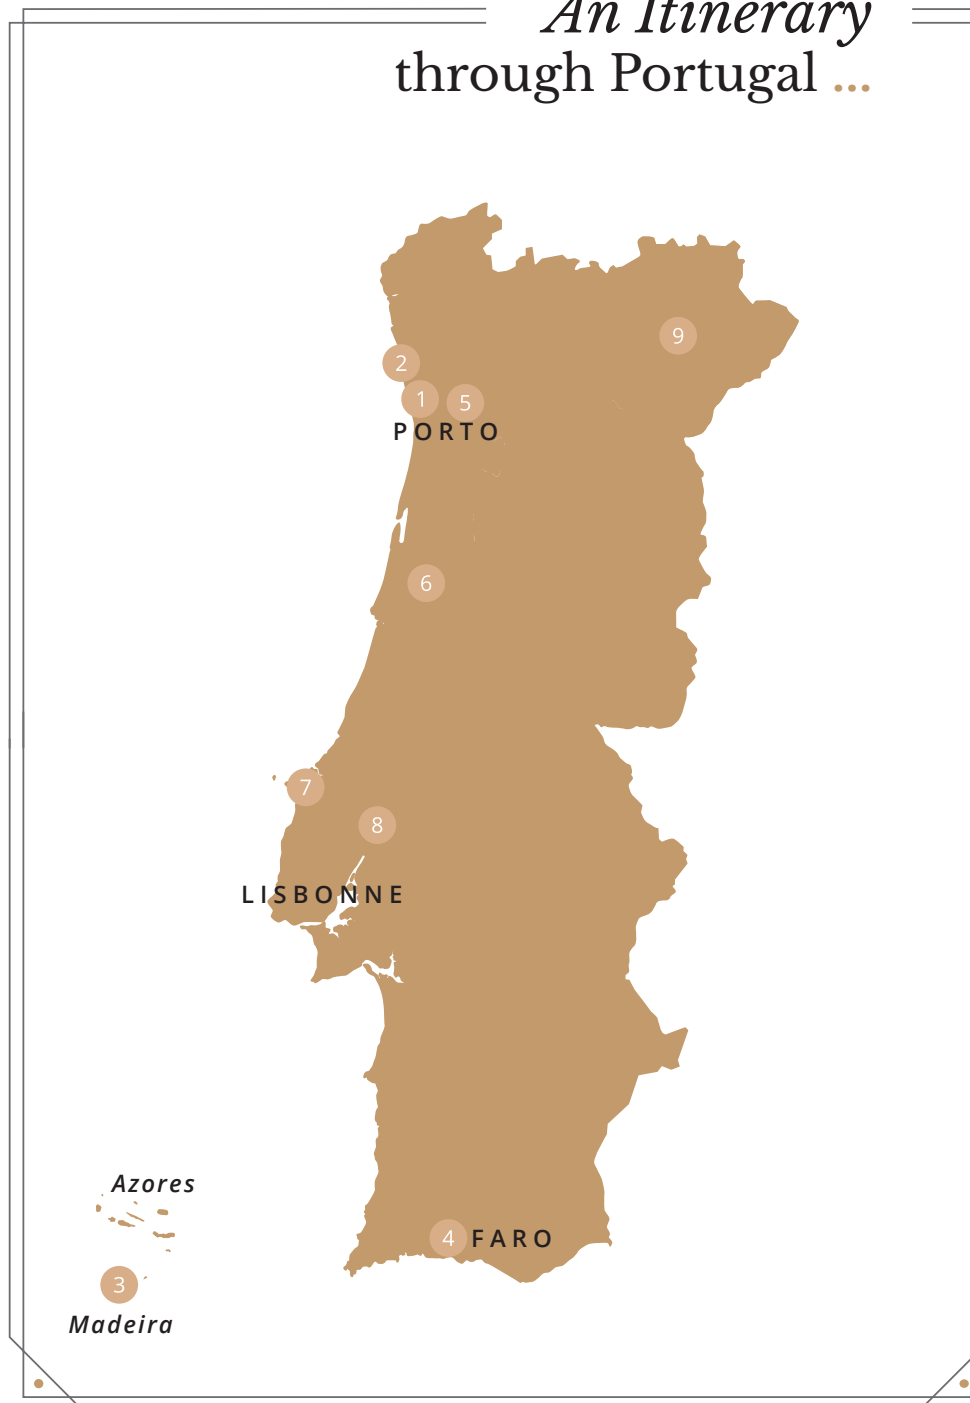 An Itinerary
through Portugal ...
9
2
1
5
PORTO
6
7
8
LISBONNE
Azores
4 FARO
3
Madeira